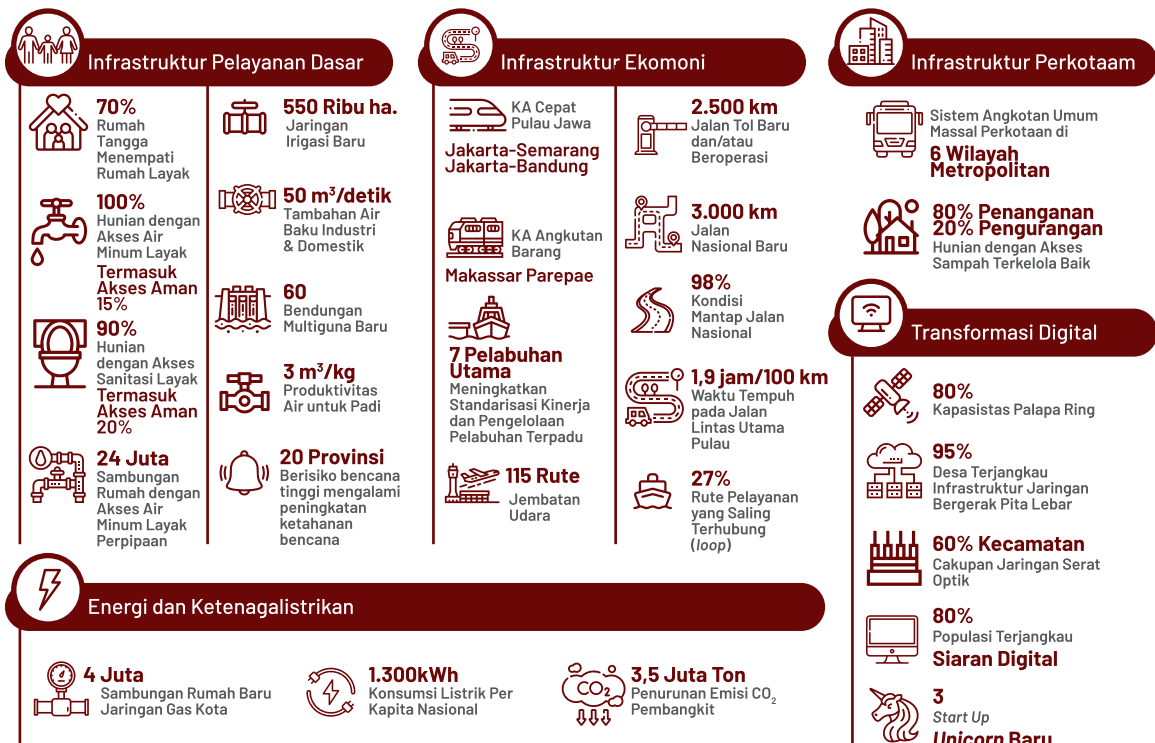 Infrastruktur Pelayanan Dasar
70%
Rumah
Tangga
Menempati
Rumah Layak
100%
Hunian dengan
Akses Air
Minum Layak
Termasuk
Akses Aman
15%
90%
Hunian
dengan Akses
Sanitasi Layak
Termasuk
Akses Aman
20%
24 Juta
Sambungan
Rumah dengan
Akses Air
Minum Layak
Perpipaan
550 Ribu ha.
Jaringan
Irigasi Baru
50 m³/detik
Tambahan Air
Baku Industri
& Domestik
60
Bendungan
Multiguna Baru
3 m³/kg
Produktivitas
Air untuk Padi
20 Provinsi
Berisiko bencana
tinggi mengalami
peningkatan
ketahanan
bencana
Infrastruktur Ekomoni
KA Cepat
Pulau Jawa
Jakarta-Semarang
Jakarta-Bandung
KA Angkutan
Barang
Makassar Parepae
7 Pelabuhan
Utama
Meningkatkan
Standarisasi Kinerja
dan Pengelolaan
Pelabuhan Terpadu
115 Rute
Jembatan
Udara
2.500 km
Jalan Tol Baru
dan/atau
Beroperasi
3.000 km
Jalan
Nasional Baru
98%
Kondisi
Mantap Jalan
Nasional
1,9 jam/100 km
Waktu Tempuh
pada Jalan
Lintas Utama
Pulau
27%
Rute Pelayanan
yang Saling
Terhubung
(loop)
Infrastruktur Perkotaam
Sistem Angkotan Umum
Massal Perkotaan di
6 Wilayah
Metropolitan
80% Penanganan
20% Pengurangan
Hunian dengan Akses
Sampah Terkelola Baik
Transformasi Digital
80%
Kapasistas Palapa Ring
95%
Desa Terjangkau
Infrastruktur Jaringan
Bergerak Pita Lebar
60% Kecamatan
Cakupan Jaringan Serat
Optik
80%
Populasi Terjangkau
Siaran Digital
3
Start Up
Unicorn Baru
Energi dan Ketenagalistrikan
4 Juta
Sambungan Rumah Baru
Jaringan Gas Kota
1.300kWh
Konsumsi Listrik Per
Kapita Nasional
CO₂
3,5 Juta Ton
Penurunan Emisi CO₂
Pembangkit